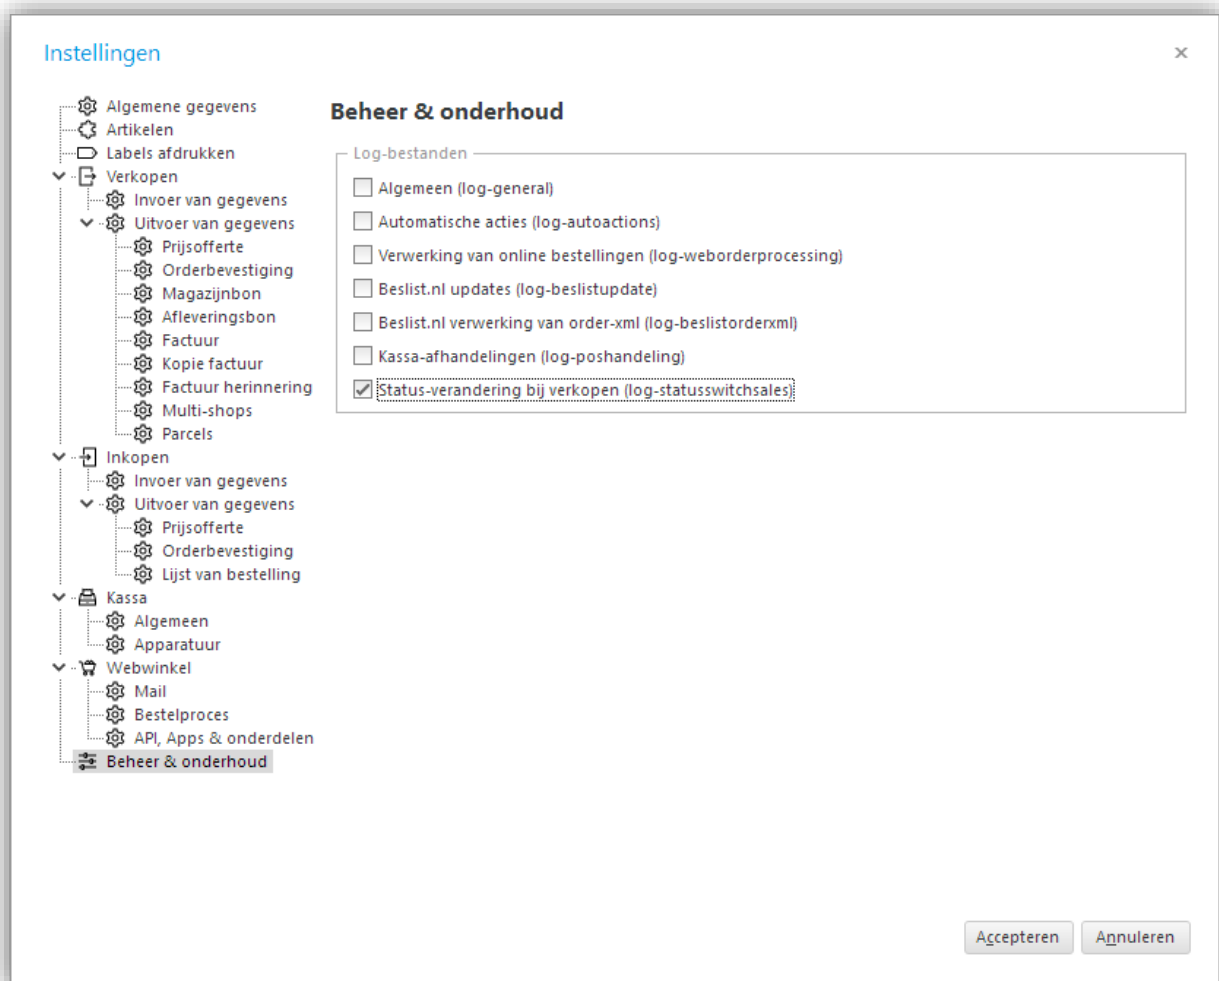 Instellingen
Algemene gegevens
Artikelen
Labels afdrukken
Verkopen
Invoer van gegevens
Uitvoer van gegevens
Prijsofferte
Orderbevestiging
Magazijnbon
Afleveringsbon
Factuur
Kopie factuur
Factuur herinnering
Multi-shops
Parcels
Inkopen
Invoer van gegevens
Uitvoer van gegevens
Prijsofferte
Orderbevestiging
Lijst van bestelling
Kassa
Algemeen
Apparatuur
Webwinkel
Mail
Bestelproces
API, Apps & onderdelen
Beheer & onderhoud
Beheer & onderhoud
Log-bestanden
Algemeen (log-general)
Automatische acties (log-autoactions)
Verwerking van online bestellingen (log-weborderprocessing)
Beslist.nl updates (log-beslistupdate)
Beslist.nl verwerking van order-xml (log-beslistorderxml)
Kassa-afhandelingen (log-poshandeling)
Status-verandering bij verkopen (log-statusswitchsales)
Accepteren
Annuleren